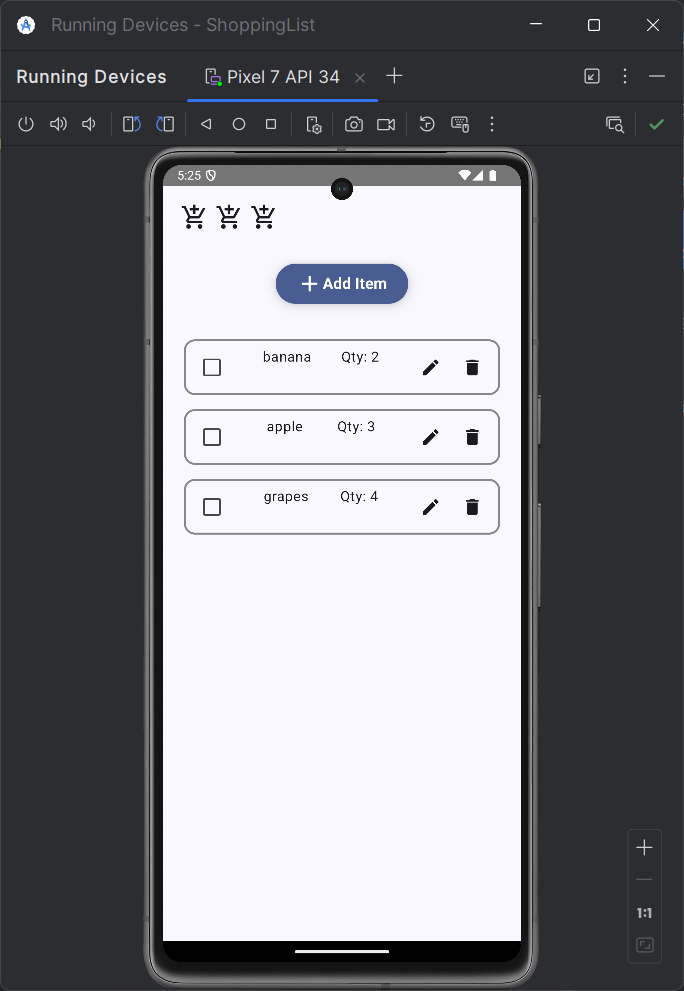 Running Devices - ShoppingList
Running Devices
Pixel 7 API 34
5:25
Add Item
banana Qty: 2
apple Qty: 3
grapes Qty: 4
1:1